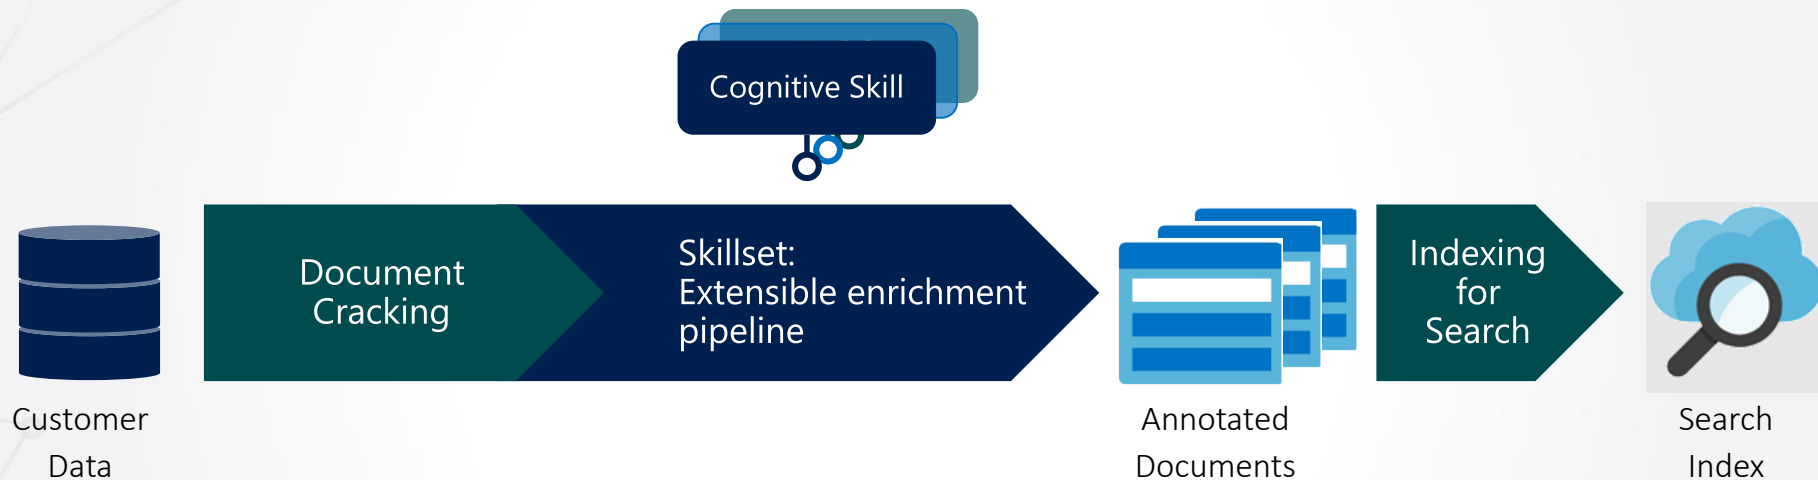 Cognitive Skill
Document
Cracking
Skillset:
Extensible enrichment
pipeline
Indexing
for
Search
Customer
Data
Annotated
Documents
Search
Index